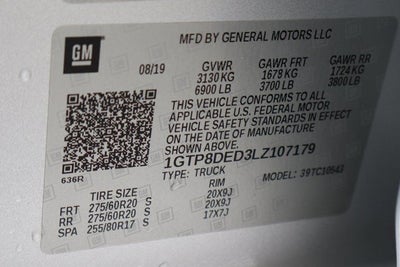 GM
MFD BY GENERAL MOTORS LLC
08/19 GVWR GAWR FRT GAWR RR
3130 KG 1678 KG 1724 KG
6900 LB 3700 LB 3800 LB
THIS VEHICLE CONFORMS TO ALL
APPLICABLE U.S. FEDERAL MOTOR
VEHICLE SAFETY STANDARDS IN EFFECT
ON THE DATE OF MANUFACTURE SHOWN ABOVE.
636R
1GTP8DED3LZ107179
TYPE: TRUCK MODEL: 39TC10543
TIRE SIZE RIM
FRT 275/60R20 S 20X9J
RR 275/60R20 S 20X9J
SPA 255/80R17 S 17X7J